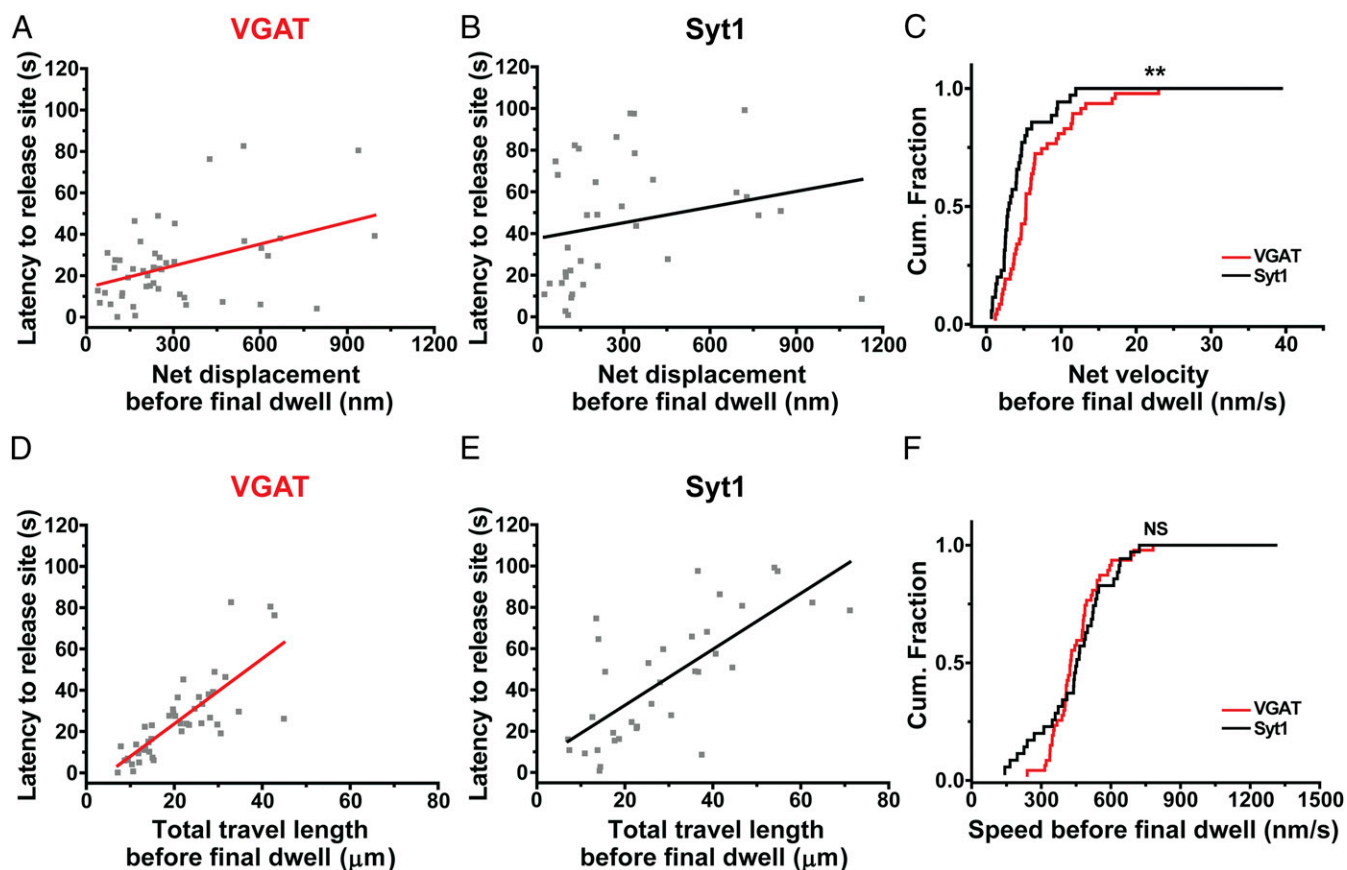 A
VGAT
Latency to release site (s)
120
100
80
60
40
20
0
0 300 600 900 1200
Net displacement
before final dwell (nm)
B
Syt1
Latency to release site (s)
120
100
80
60
40
20
0
0 300 600 900 1200
Net displacement
before final dwell (nm)
C
**
Cum. Fraction
1.0
0.5
0.0
VGAT
Syt1
0 10 20 30 40
Net velocity
before final dwell (nm/s)
D
VGAT
Latency to release site (s)
120
100
80
60
40
20
0
0 20 40 60 80
Total travel length
before final dwell (μm)
E
Syt1
Latency to release site (s)
120
100
80
60
40
20
0
0 20 40 60 80
Total travel length
before final dwell (μm)
F
NS
Cum. Fraction
1.0
0.5
0.0
VGAT
Syt1
300 600 900 1200 1500
Speed before final dwell (nm/s)